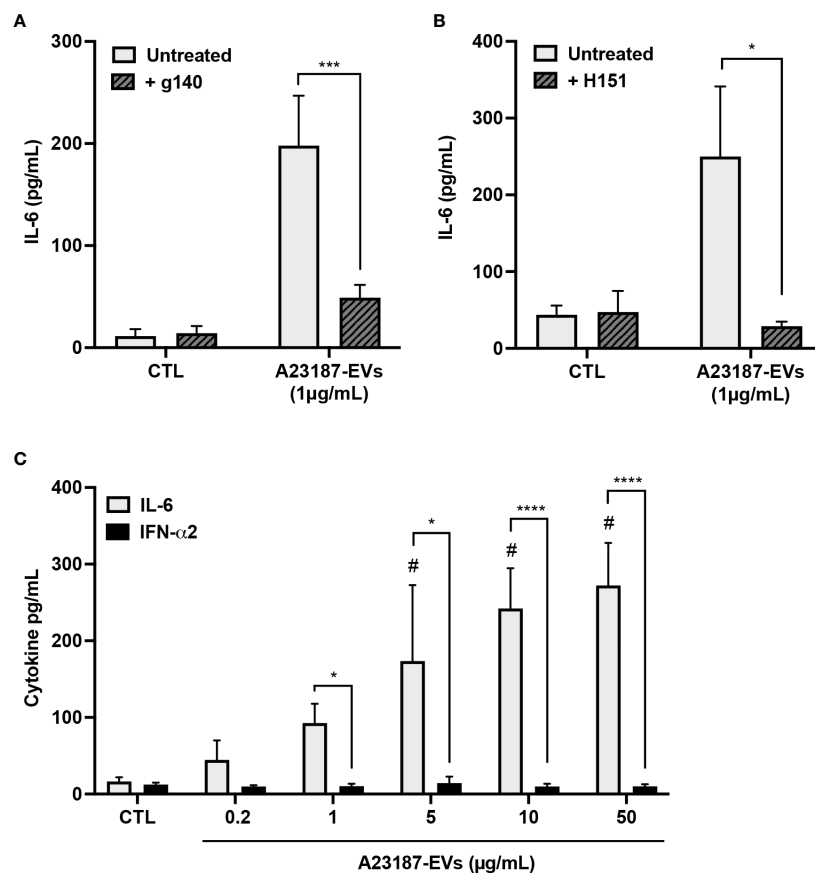 A
300
200
100
0
IL-6 (pg/mL)
Untreated
+ g140
***
CTL
A23187-EVs
(1µg/mL)
B
400
300
200
100
0
IL-6 (pg/mL)
Untreated
+ H151
*
CTL
A23187-EVs
(1µg/mL)
C
400
300
200
100
0
Cytokine pg/mL
IL-6
IFN-α2
*
#
*
#
****
#
****
CTL
0.2
1
5
10
50
A23187-EVs (µg/mL)